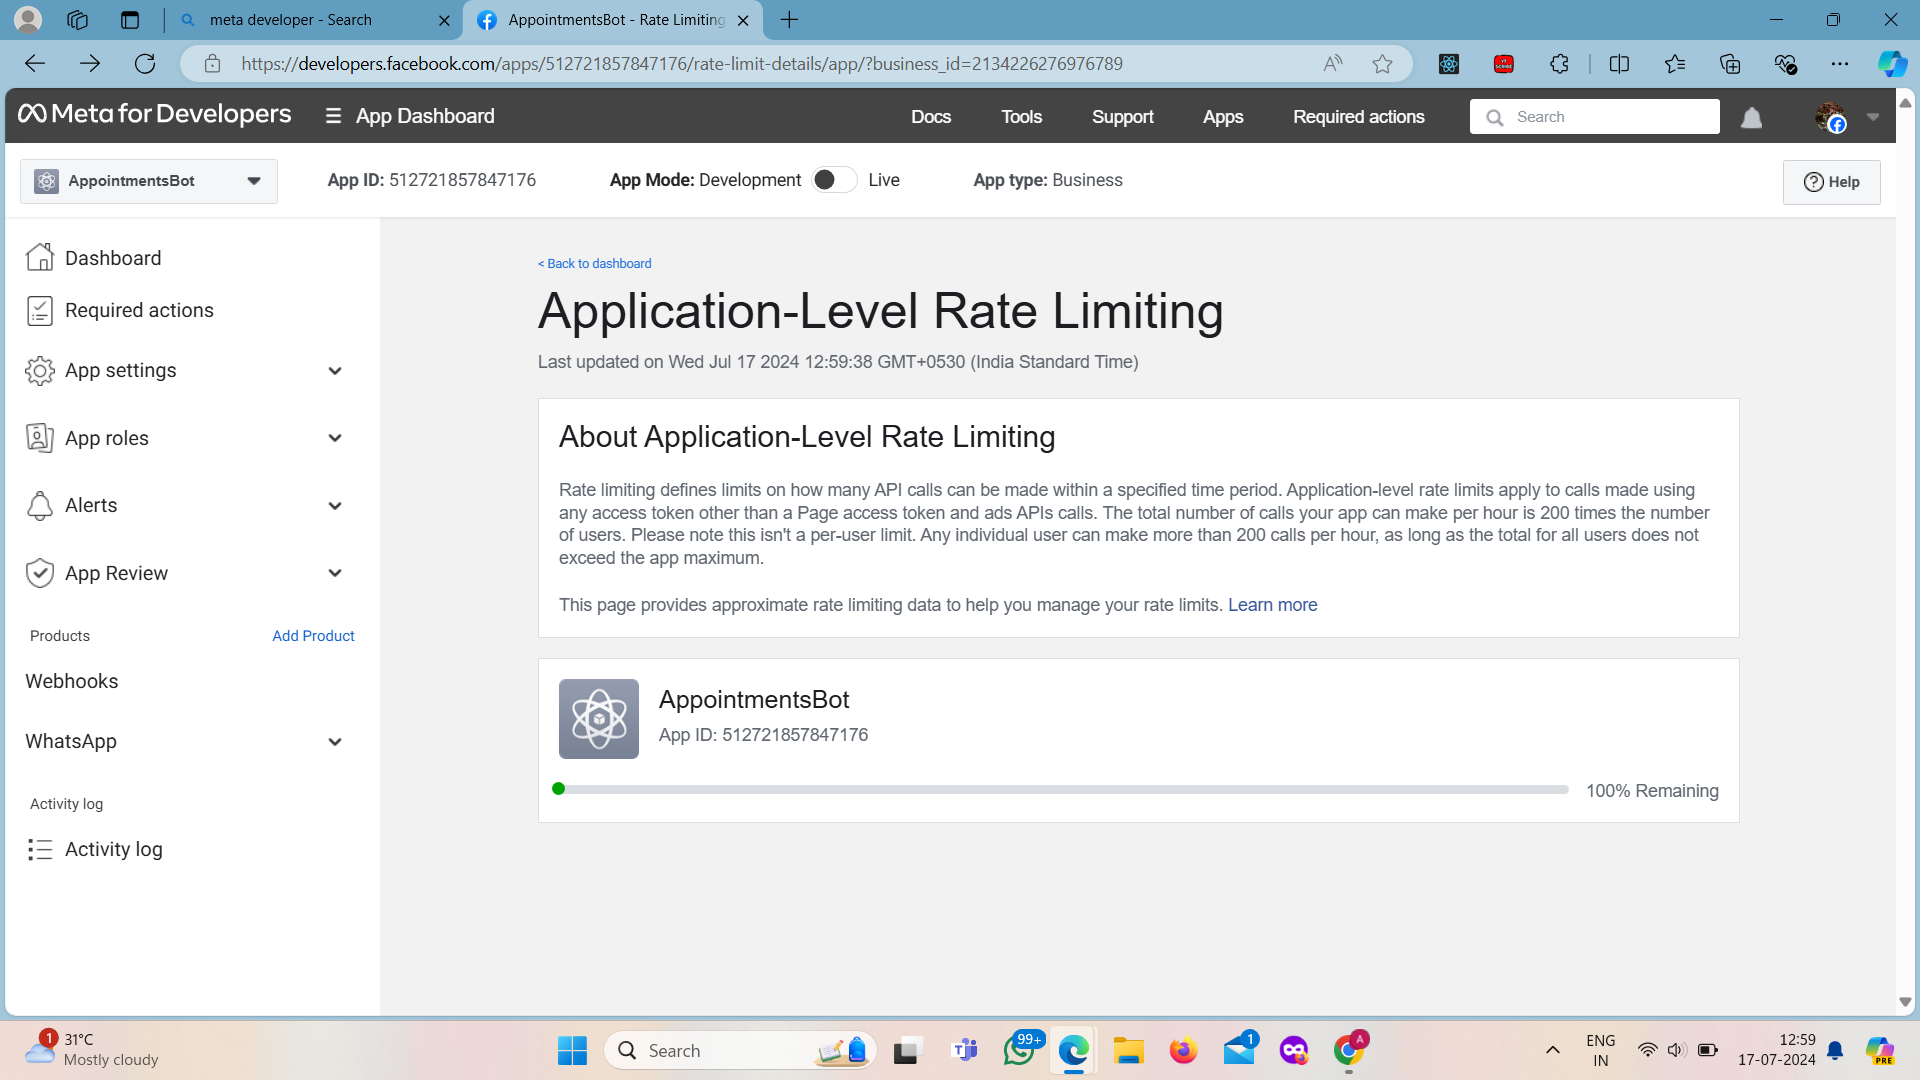 meta developer - Search
AppointmentsBot - Rate Limiting
https://developers.facebook.com/apps/512721857847176/rate-limit-details/app/?business_id=2134226276976789
Meta for Developers
App Dashboard
Docs
Tools
Support
Apps
Required actions
Search
AppointmentsBot
App ID: 512721857847176
App Mode: Development
Live
App type: Business
Help
Dashboard
Required actions
App settings
App roles
Alerts
App Review
Products
Add Product
Webhooks
WhatsApp
Activity log
Activity log
< Back to dashboard
Application-Level Rate Limiting
Last updated on Wed Jul 17 2024 12:59:38 GMT+0530 (India Standard Time)
About Application-Level Rate Limiting
Rate limiting defines limits on how many API calls can be made within a specified time period. Application-level rate limits apply to calls made using
any access token other than a Page access token and ads APIs calls. The total number of calls your app can make per hour is 200 times the number
of users. Please note this isn't a per-user limit. Any individual user can make more than 200 calls per hour, as long as the total for all users does not
exceed the app maximum.
This page provides approximate rate limiting data to help you manage your rate limits. Learn more
AppointmentsBot
App ID: 512721857847176
100% Remaining
1
31°C
Mostly cloudy
Search
99+
1
A
ENG
IN
12:59
17-07-2024
PRE